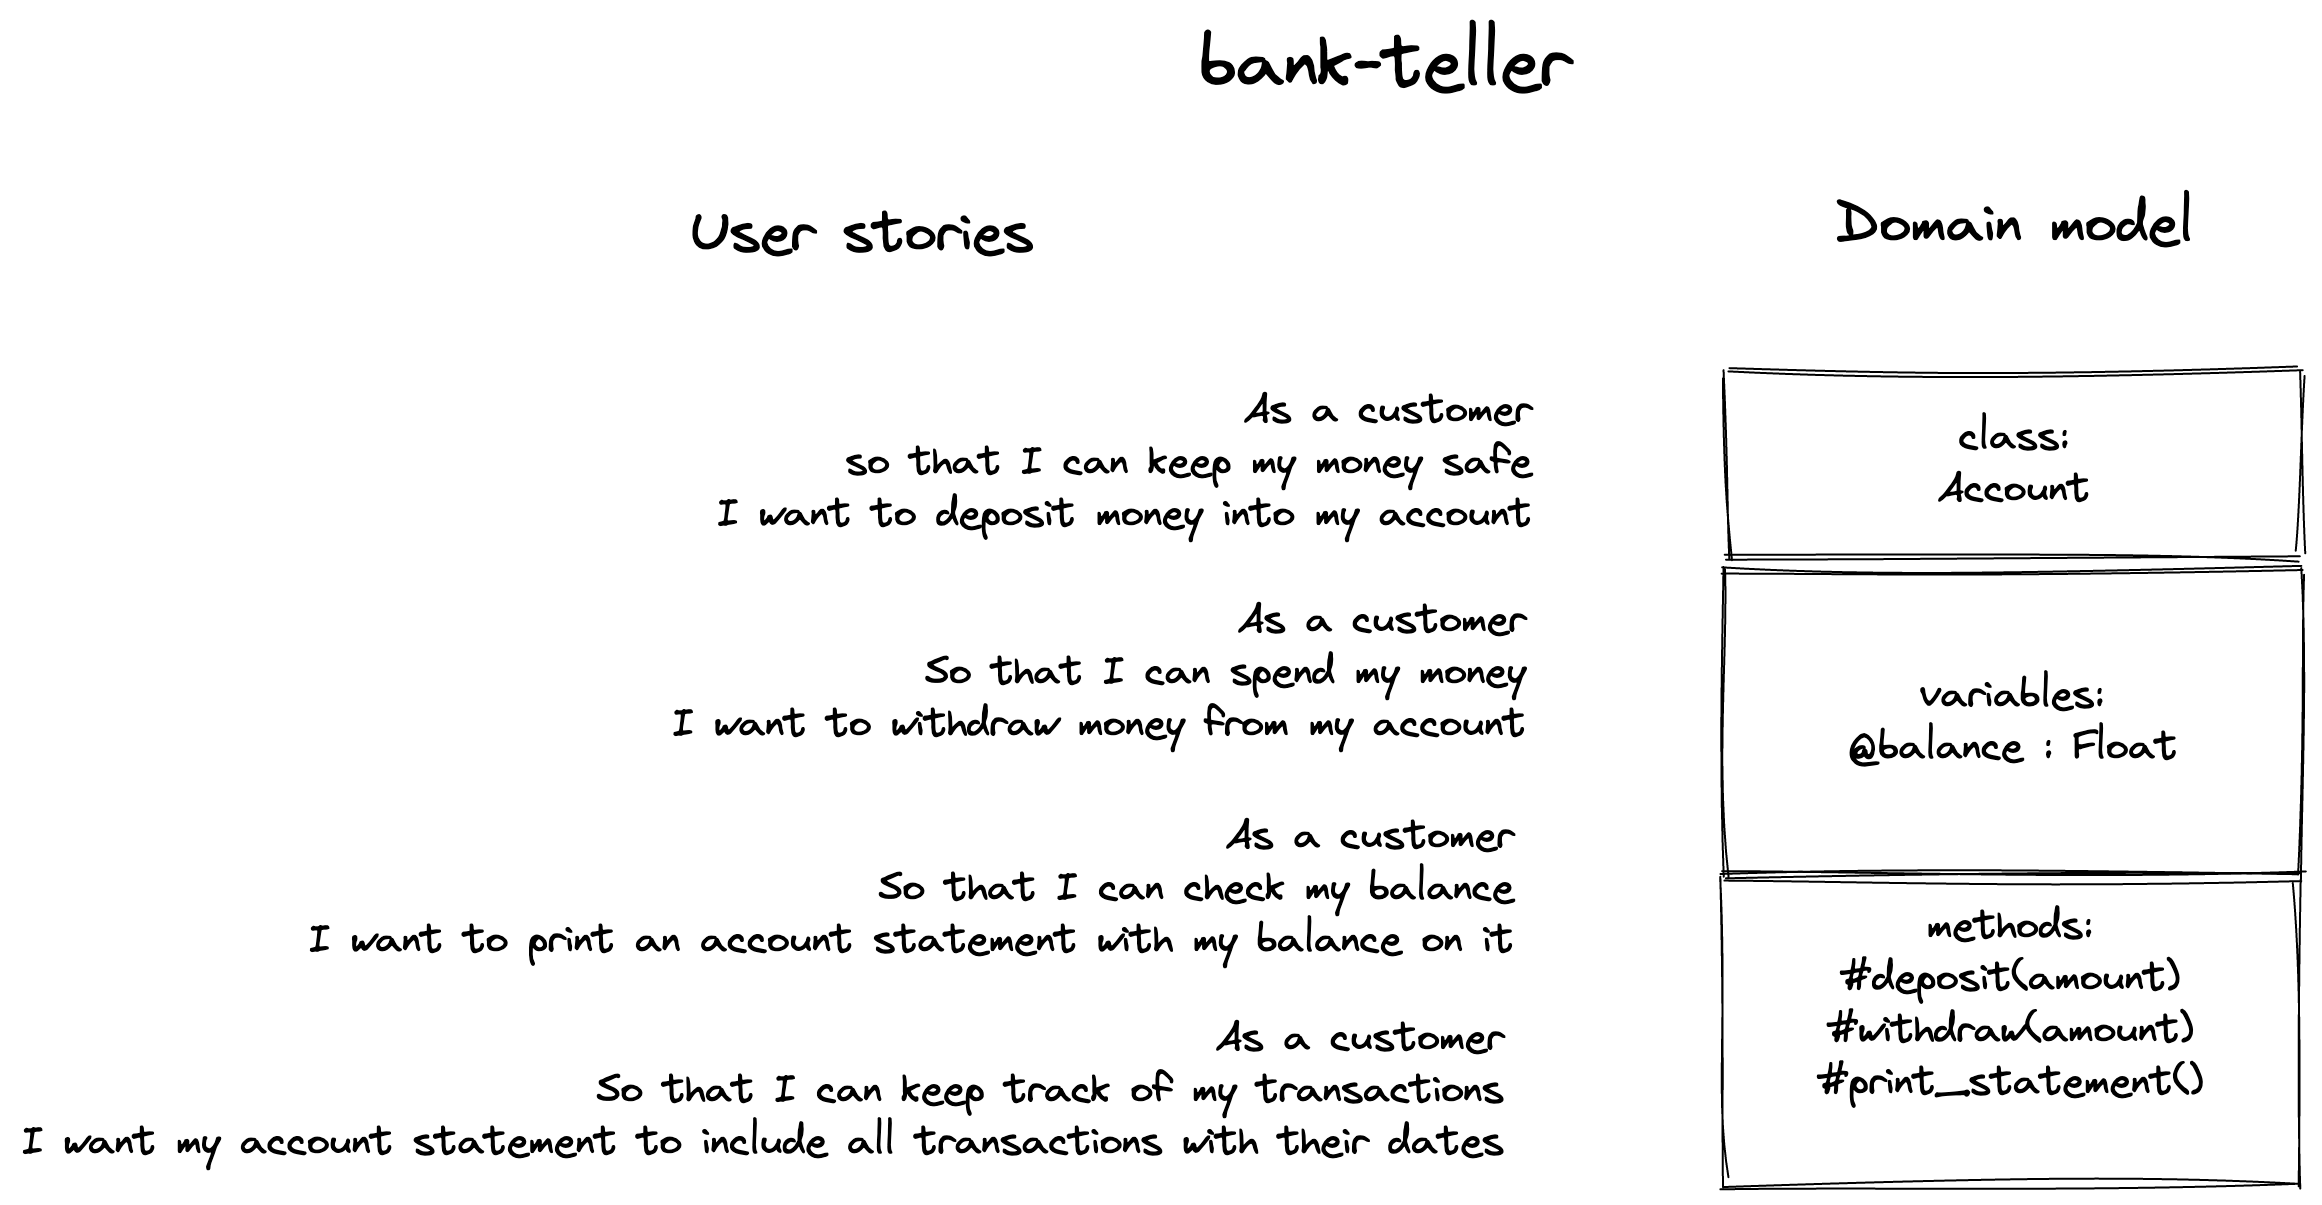 bank-teller
User stories
As a customer
so that I can keep my money safe
I want to deposit money into my account
As a customer
So that I can spend my money
I want to withdraw money from my account
As a customer
So that I can check my balance
I want to print an account statement with my balance on it
As a customer
So that I can keep track of my transactions
I want my account statement to include all transactions with their dates
Domain model
class:
Account
variables:
@balance : Float
methods:
#deposit(amount)
#withdraw(amount)
#print_statement()